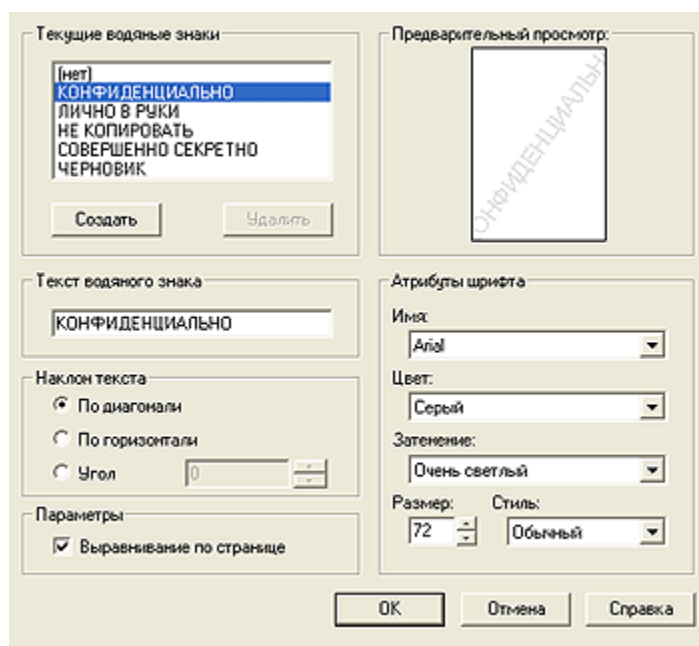 Текущие водяные знаки
(нет)
КОНФИДЕНЦИАЛЬНО
ЛИЧНО В РУКИ
НЕ КОПИРОВАТЬ
СОВЕРШЕННО СЕКРЕТНО
ЧЕРНОВИК
Создать
Удалить
Предварительный просмотр:
ОНФИДЕНЦИАЛЬН
Текст водяного знака
КОНФИДЕНЦИАЛЬНО
Наклон текста
По диагонали
По горизонтали
Угол 0
Параметры
Выравнивание по странице
Атрибуты шрифта
Имя:
Arial
Цвет:
Серый
Затенение:
Очень светлый
Размер: Стиль:
72 Обычный
OK Отмена Справка